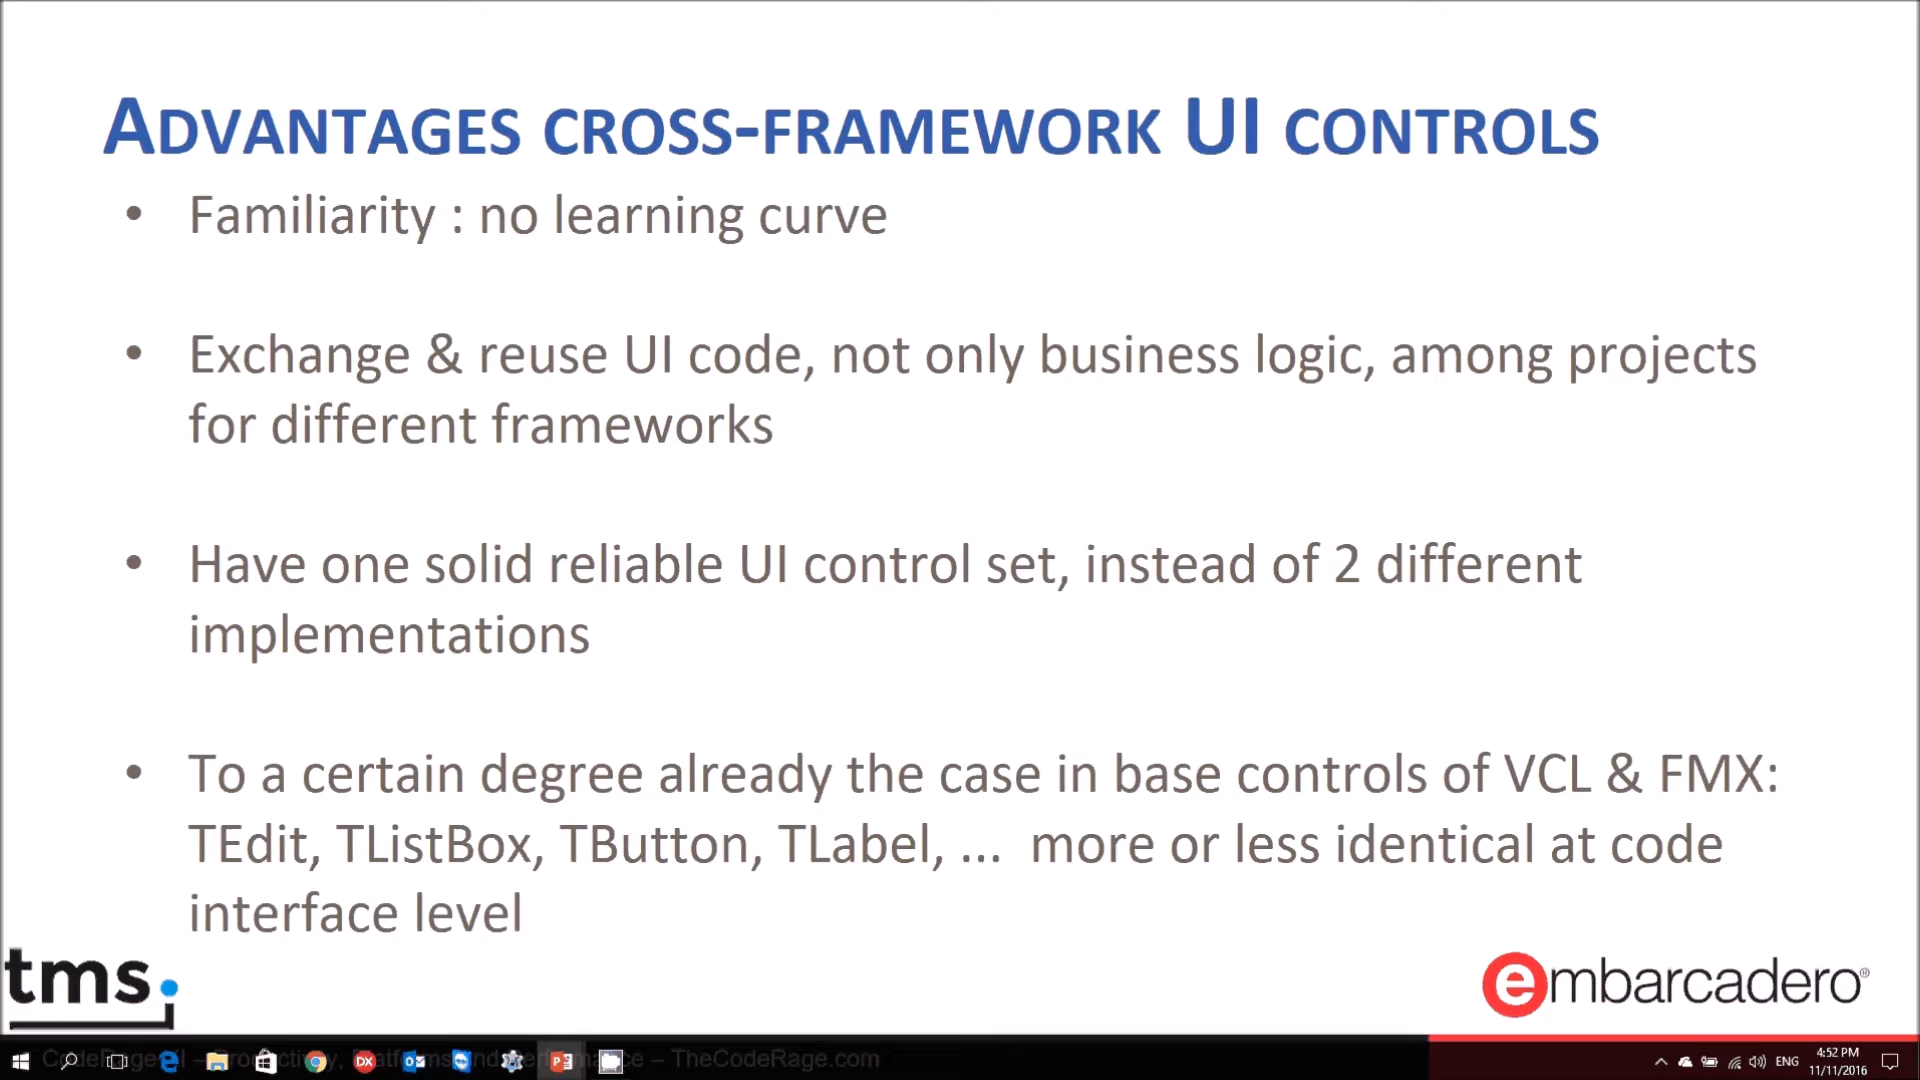 ADVANTAGES CROSS-FRAMEWORK UI CONTROLS
• Familiarity : no learning curve
• Exchange & reuse UI code, not only business logic, among projects
for different frameworks
• Have one solid reliable UI control set, instead of 2 different
implementations
• To a certain degree already the case in base controls of VCL & FMX:
TEdit, TListBox, TButton, TLabel, ... more or less identical at code
interface level
tms
embarcadero®
– TheCodeRage.com
DX
ENG
4:52 PM
11/11/2016